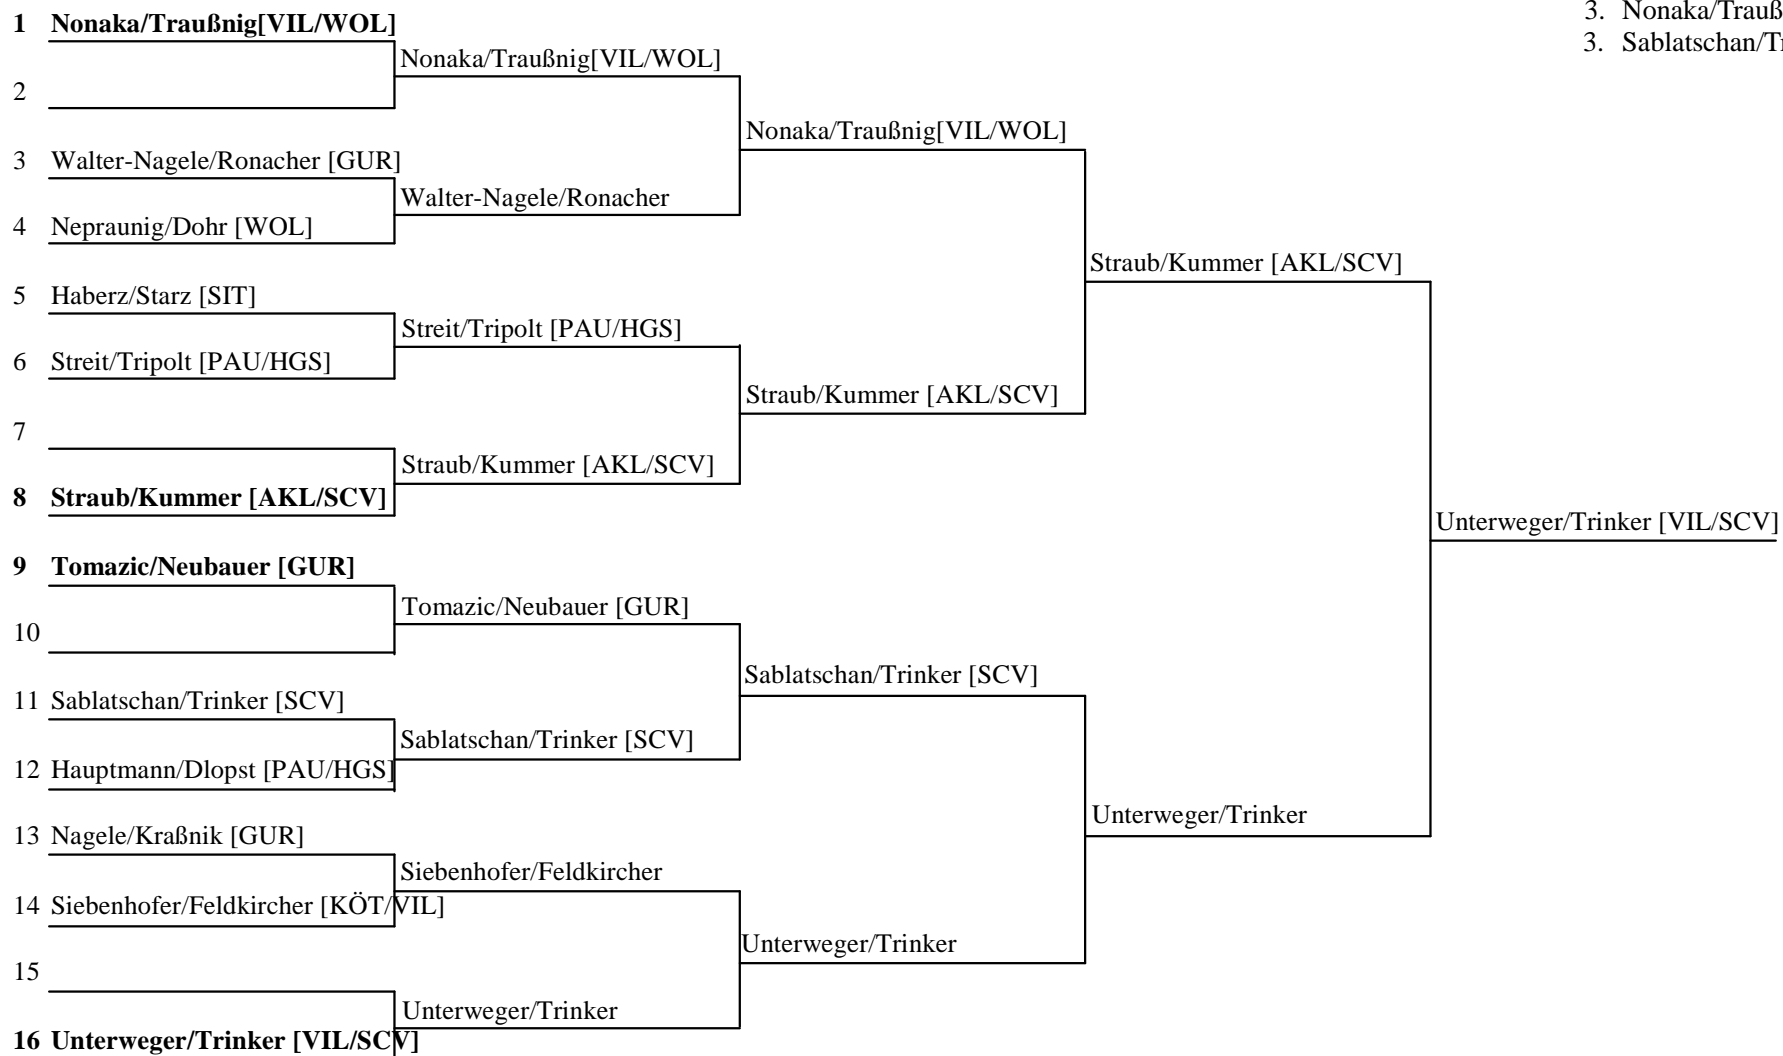 1 Nonaka/Traußnig[VIL/WOL]
3. Nonaka/Trauß
3. Sablatschan/T
Nonaka/Traußnig[VIL/WOL]
2
Nonaka/Traußnig[VIL/WOL]
3 Walter-Nagele/Ronacher [GUR]
Walter-Nagele/Ronacher
4 Nepraunig/Dohr [WOL]
Straub/Kummer [AKL/SCV]
5 Haberz/Starz [SIT]
Streit/Tripolt [PAU/HGS]
6 Streit/Tripolt [PAU/HGS]
Straub/Kummer [AKL/SCV]
7
Straub/Kummer [AKL/SCV]
8 Straub/Kummer [AKL/SCV]
Unterweger/Trinker [VIL/SCV]
9 Tomazic/Neubauer [GUR]
Tomazic/Neubauer [GUR]
10
Sablatschan/Trinker [SCV]
11 Sablatschan/Trinker [SCV]
Sablatschan/Trinker [SCV]
12 Hauptmann/Dlopst [PAU/HGS]
Unterweger/Trinker
13 Nagele/Kraßnik [GUR]
Siebenhofer/Feldkircher
14 Siebenhofer/Feldkircher [KÖT/VIL]
Unterweger/Trinker
15
Unterweger/Trinker
16 Unterweger/Trinker [VIL/SCV]